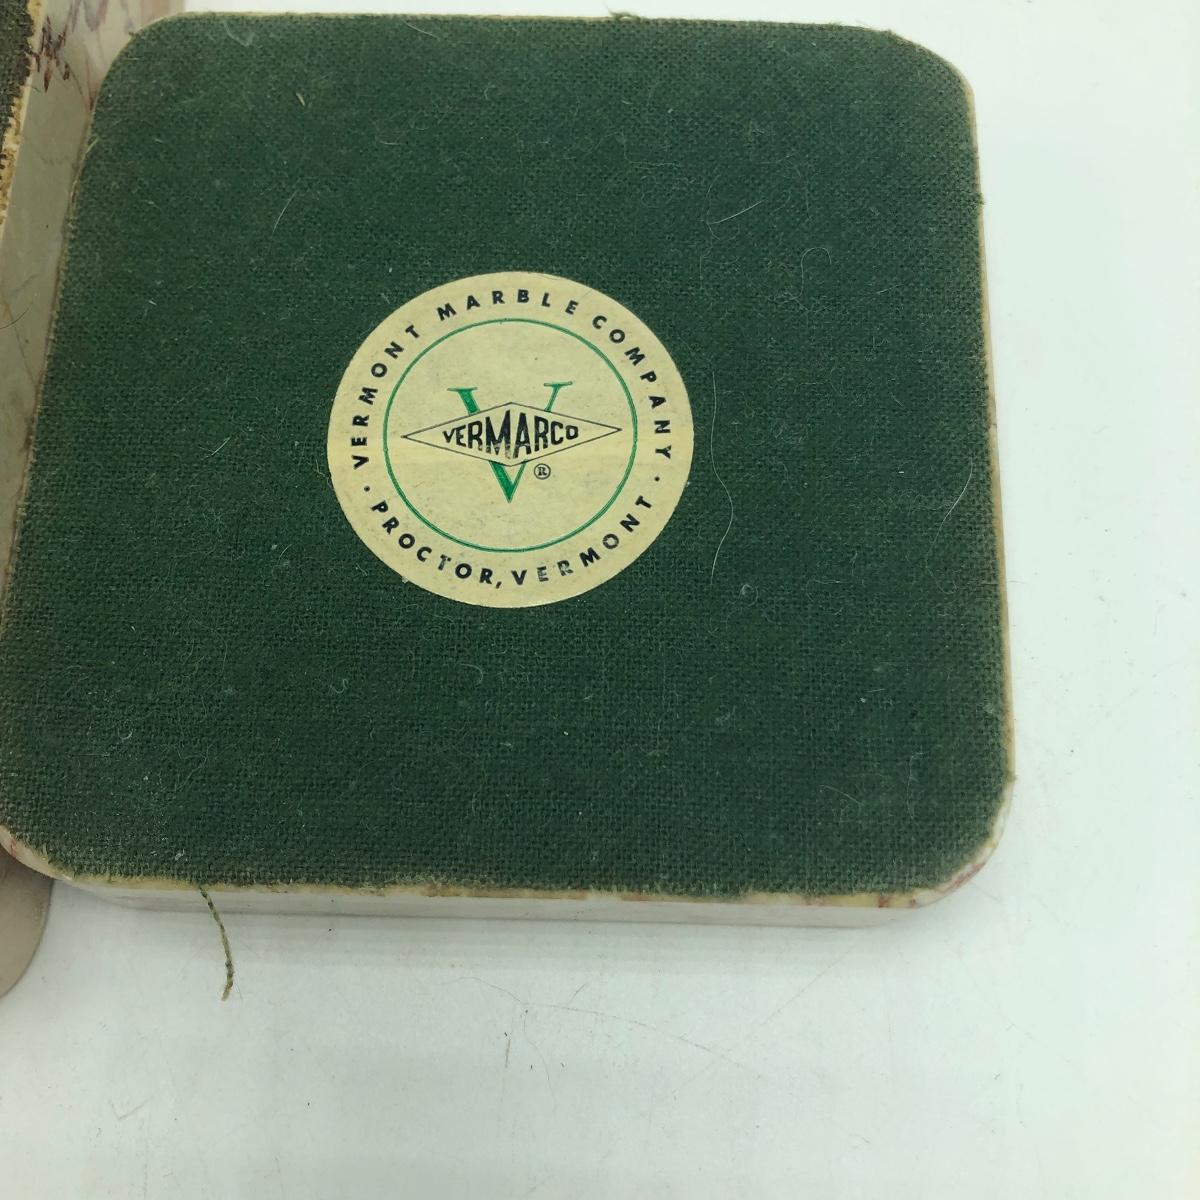 VERMONT MARBLE COMPANY
V
VERMARCO
®
· PROCTOR, VERMONT ·